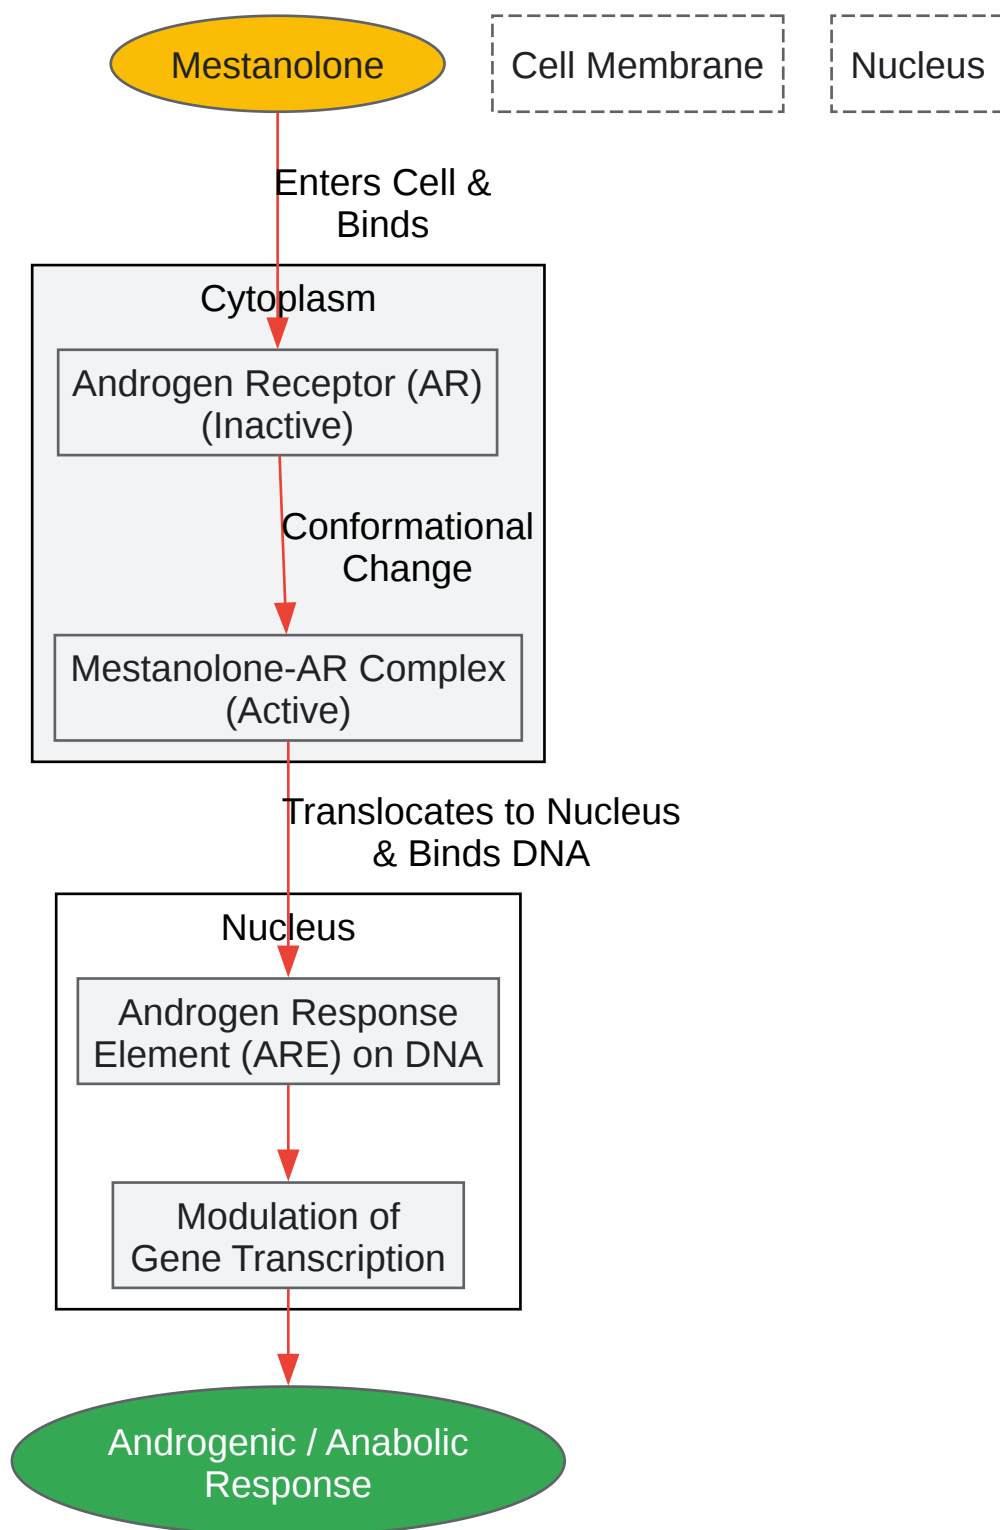 Mestanolone
Cell Membrane
Nucleus
Enters Cell &
Binds
Cytoplasm
Androgen Receptor (AR)
(Inactive)
Conformational
Change
Mestanolone-AR Complex
(Active)
Translocates to Nucleus
& Binds DNA
Nucleus
Androgen Response
Element (ARE) on DNA
Modulation of
Gene Transcription
Androgenic / Anabolic
Response